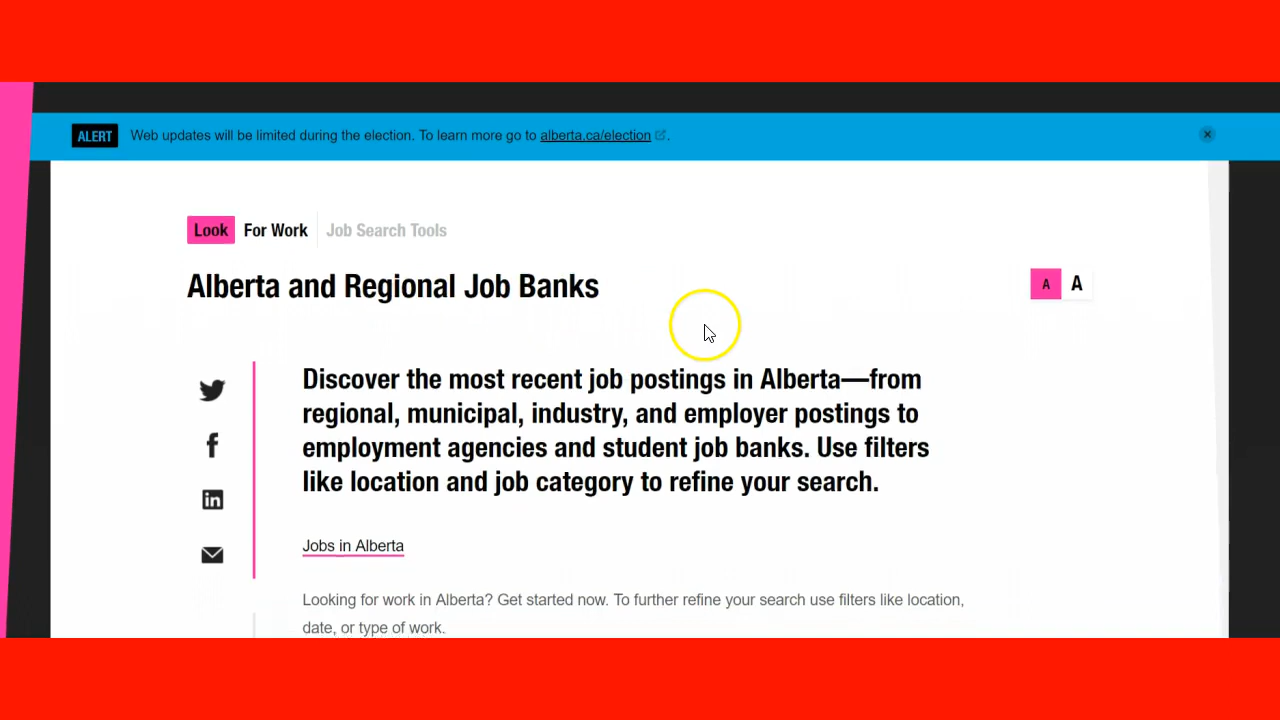 ALERT Web updates will be limited during the election. To learn more go to alberta.ca/election.
Look For Work Job Search Tools
Alberta and Regional Job Banks
A A
Discover the most recent job postings in Alberta—from
regional, municipal, industry, and employer postings to
employment agencies and student job banks. Use filters
like location and job category to refine your search.
Jobs in Alberta
Looking for work in Alberta? Get started now. To further refine your search use filters like location,
date, or type of work.